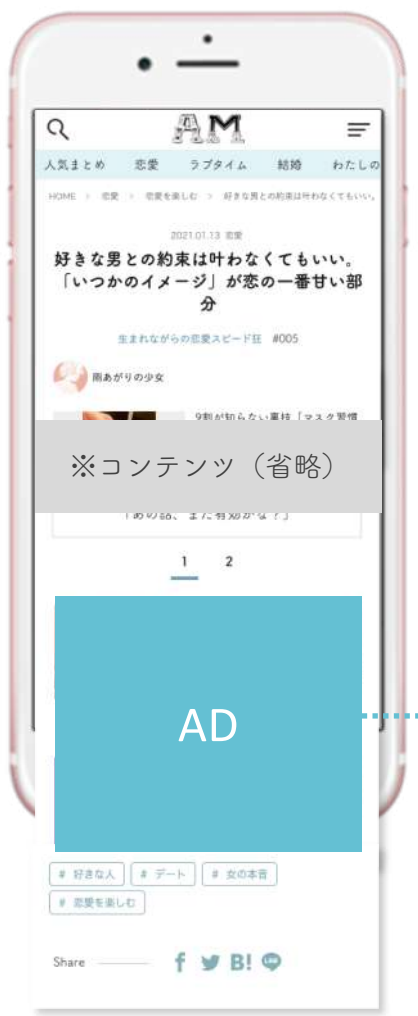 AM
人気まとめ 恋愛 ラブタイム 結婚 わたしの
HOME > 恋愛 > 恋愛を楽しむ > 好きな男との約束は叶わなくてもいい。
2021.01.13 恋愛
好きな男との約束は叶わなくてもいい。
「いつかのイメージ」が恋の一番甘い部
分
生まれながらの恋愛スピード狂 #005
雨あがりの少女
9割が知らない裏技「マスク習慣
※コンテンツ（省略）
「あの話、まだ有効かな？」
1 2
AD
# 好きな人 # デート # 女の本音
# 恋愛を楽しむ
Share f B! LINE